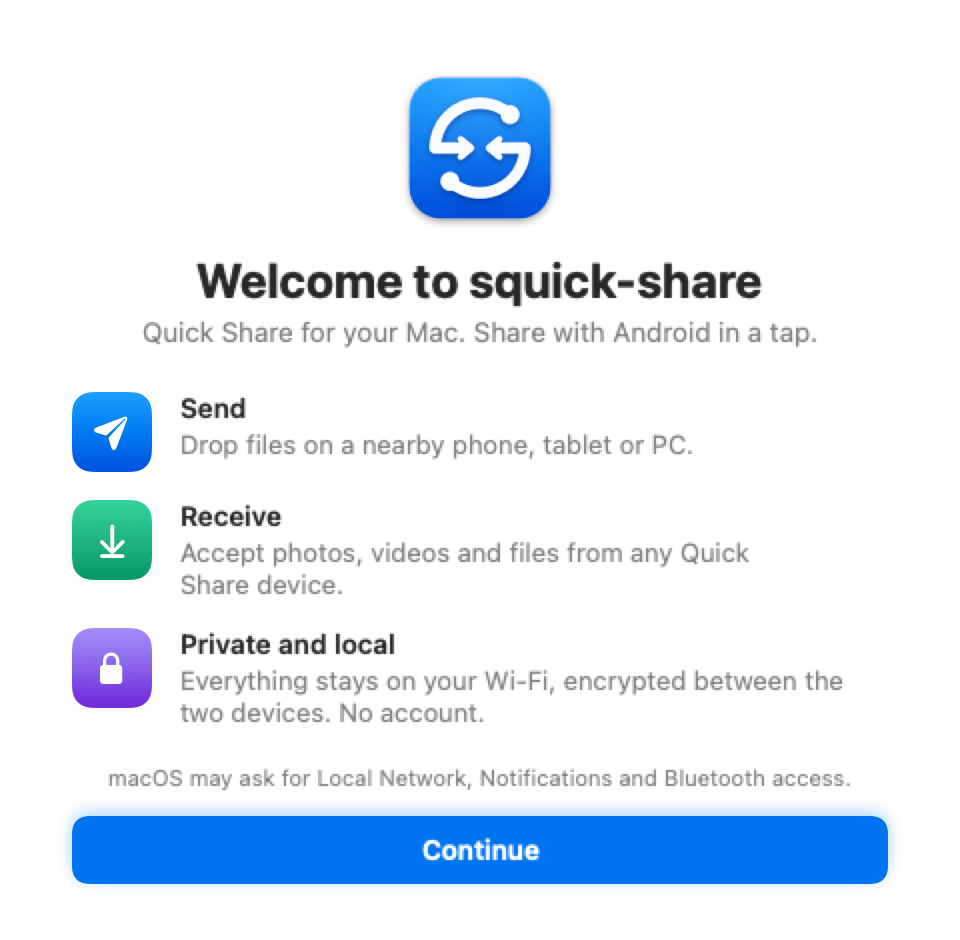 Welcome to squick-share
Quick Share for your Mac. Share with Android in a tap.
Send
Drop files on a nearby phone, tablet or PC.
Receive
Accept photos, videos and files from any Quick
Share device.
Private and local
Everything stays on your Wi-Fi, encrypted between the
two devices. No account.
macOS may ask for Local Network, Notifications and Bluetooth access.
Continue